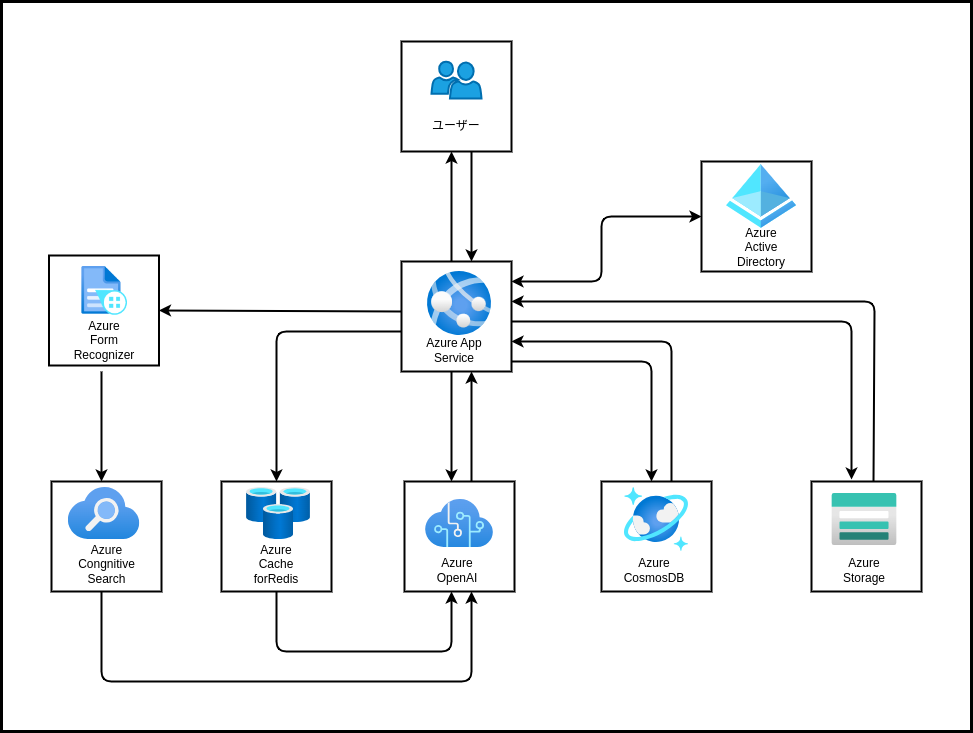 ユーザー
Azure
Active
Directory
Azure
Form
Recognizer
Azure App
Service
Azure
Congnitive
Search
Azure
Cache
forRedis
Azure
OpenAI
Azure
CosmosDB
Azure
Storage